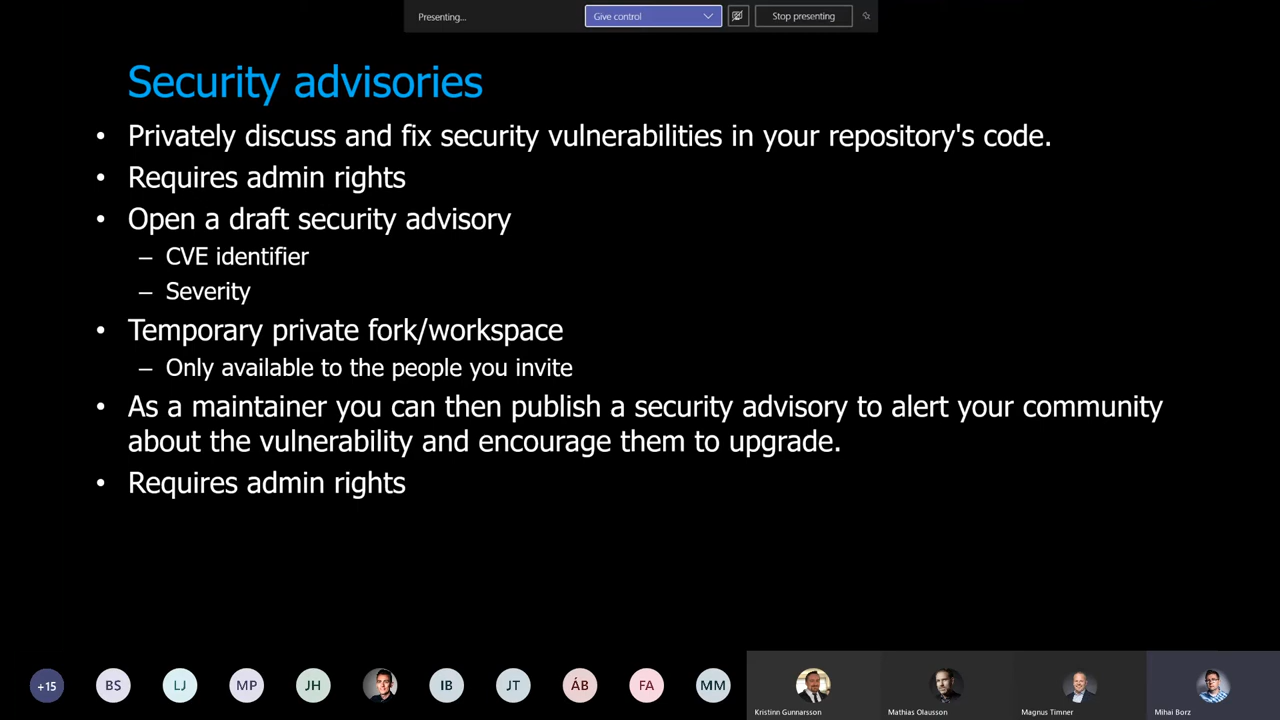 Presenting...
Give control
Stop presenting
Security advisories
• Privately discuss and fix security vulnerabilities in your repository's code.
• Requires admin rights
• Open a draft security advisory
– CVE identifier
– Severity
• Temporary private fork/workspace
– Only available to the people you invite
• As a maintainer you can then publish a security advisory to alert your community
about the vulnerability and encourage them to upgrade.
• Requires admin rights
+15 BS LJ MP JH IB JT ÁB FA MM
Kristinn Gunnarsson Mathias Olausson Magnus Timner Mihai Borz